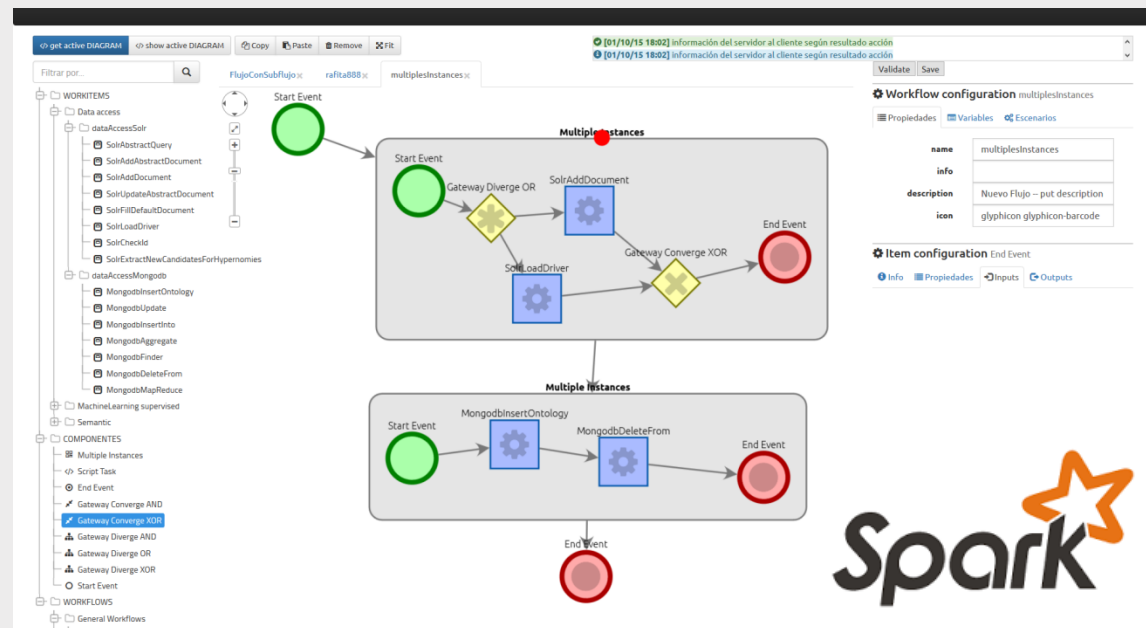 </> get active DIAGRAM </> show active DIAGRAM Copy Paste Remove Fit
[01/10/15 18:02] información del servidor al cliente según resultado acción
[01/10/15 18:02] información del servidor al cliente según resultado acción
Filtrar por...
FlujoConSubflujo x rafita888 x multiplesInstances x
WORKITEMS
Data access
dataAccessSolr
SolrAbstractQuery
SolrAddAbstractDocument
SolrAddDocument
SolrUpdateAbstractDocument
SolrFillDefaultDocument
SolrLoadDriver
SolrCheckId
SolrExtractNewCandidatesForHypernomies
dataAccessMongodb
MongodbInsertOntology
MongodbUpdate
MongodbInsertInto
MongodbAggregate
MongodbFinder
MongodbDeleteFrom
MongodbMapReduce
MachineLearning supervised
Semantic
COMPONENTES
Multiple Instances
</> Script Task
End Event
Gateway Converge AND
Gateway Converge XOR
Gateway Diverge AND
Gateway Diverge OR
Gateway Diverge XOR
Start Event
WORKFLOWS
General Workflows
Start Event
Multiple Instances
Start Event
Gateway Diverge OR
SolrAddDocument
End Event
Gateway Converge XOR
SolrLoadDriver
Multiple Instances
Start Event
MongodbInsertOntology
MongodbDeleteFrom
End Event
End Event
Validate Save
Workflow configuration multiplesInstances
Propiedades Variables Escenarios
name multiplesInstances
info
description Nuevo Flujo – put description
icon glyphicon glyphicon-barcode
Item configuration End Event
Info Propiedades Inputs Outputs
Spark